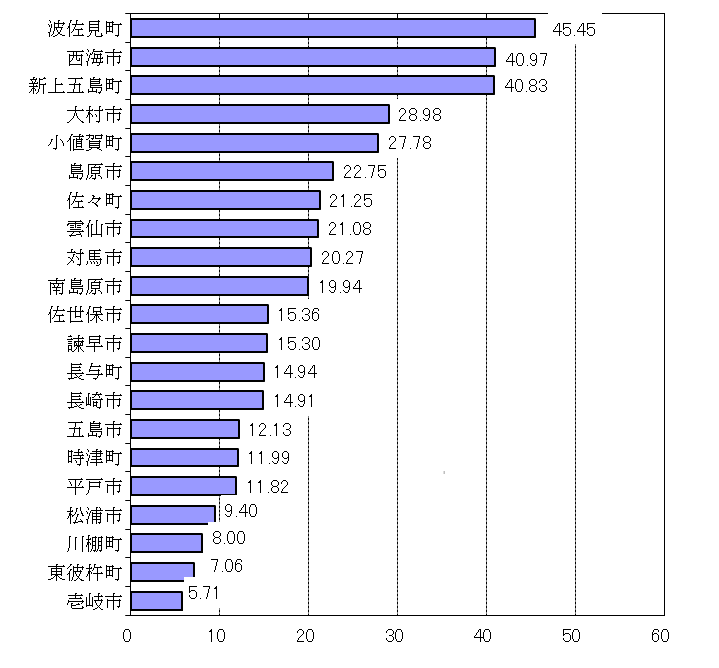 波佐見町 45.45
西海市 40.97
新上五島町 40.83
大村市 28.98
小値賀町 27.78
島原市 22.75
佐々町 21.25
雲仙市 21.08
対馬市 20.27
南島原市 19.94
佐世保市 15.36
諫早市 15.30
長与町 14.94
長崎市 14.91
五島市 12.13
時津町 11.99
平戸市 11.82
松浦市 9.40
川棚町 8.00
東彼杵町 7.06
壱岐市 5.71
0 10 20 30 40 50 60